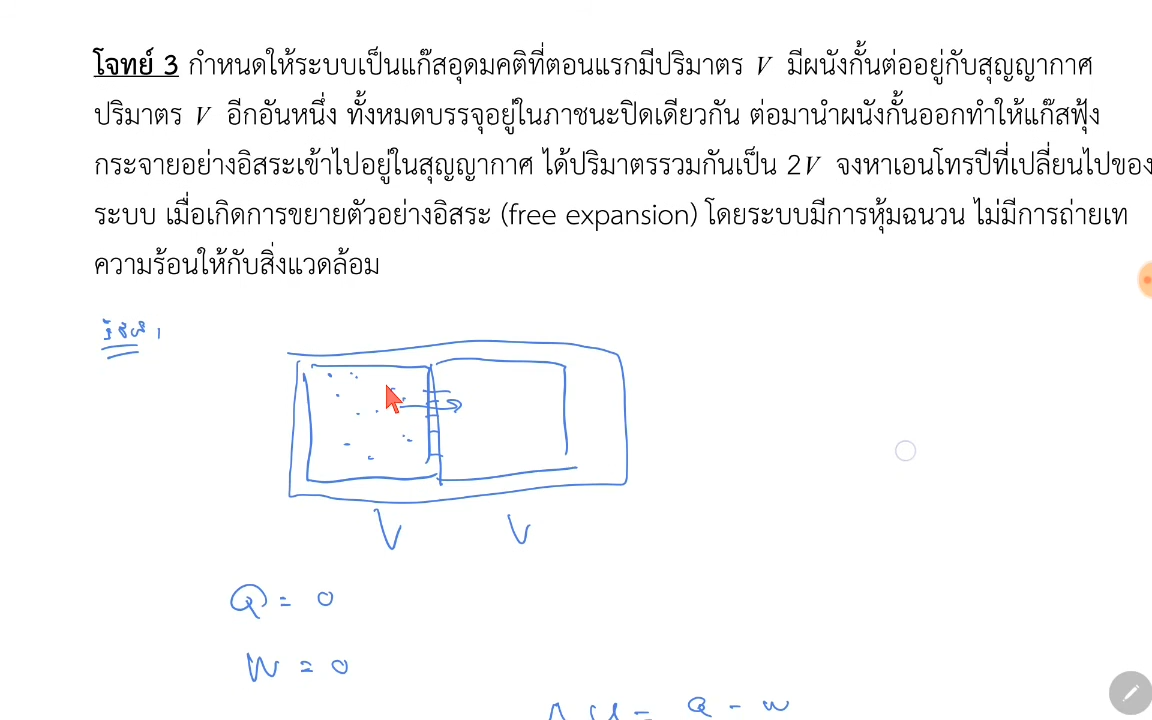 โจทย์ 3 กำหนดให้ระบบเป็นแก๊สอุดมคติที่ตอนแรกมีปริมาตร V มีผนังกั้นต่ออยู่กับสุญญากาศ
ปริมาตร V อีกอันหนึ่ง ทั้งหมดบรรจุอยู่ในภาชนะปิดเดียวกัน ต่อมานำผนังกั้นออกทำให้แก๊สฟุ้ง
กระจายอย่างอิสระเข้าไปอยู่ในสุญญากาศ ได้ปริมาตรรวมกันเป็น 2V จงหาเอนโทรปีที่เปลี่ยนไปของ
ระบบ เมื่อเกิดการขยายตัวอย่างอิสระ (free expansion) โดยระบบมีการหุ้มฉนวน ไม่มีการถ่ายเท
ความร้อนให้กับสิ่งแวดล้อม
V V
Q = 0
W = 0
ΔU = Q - W